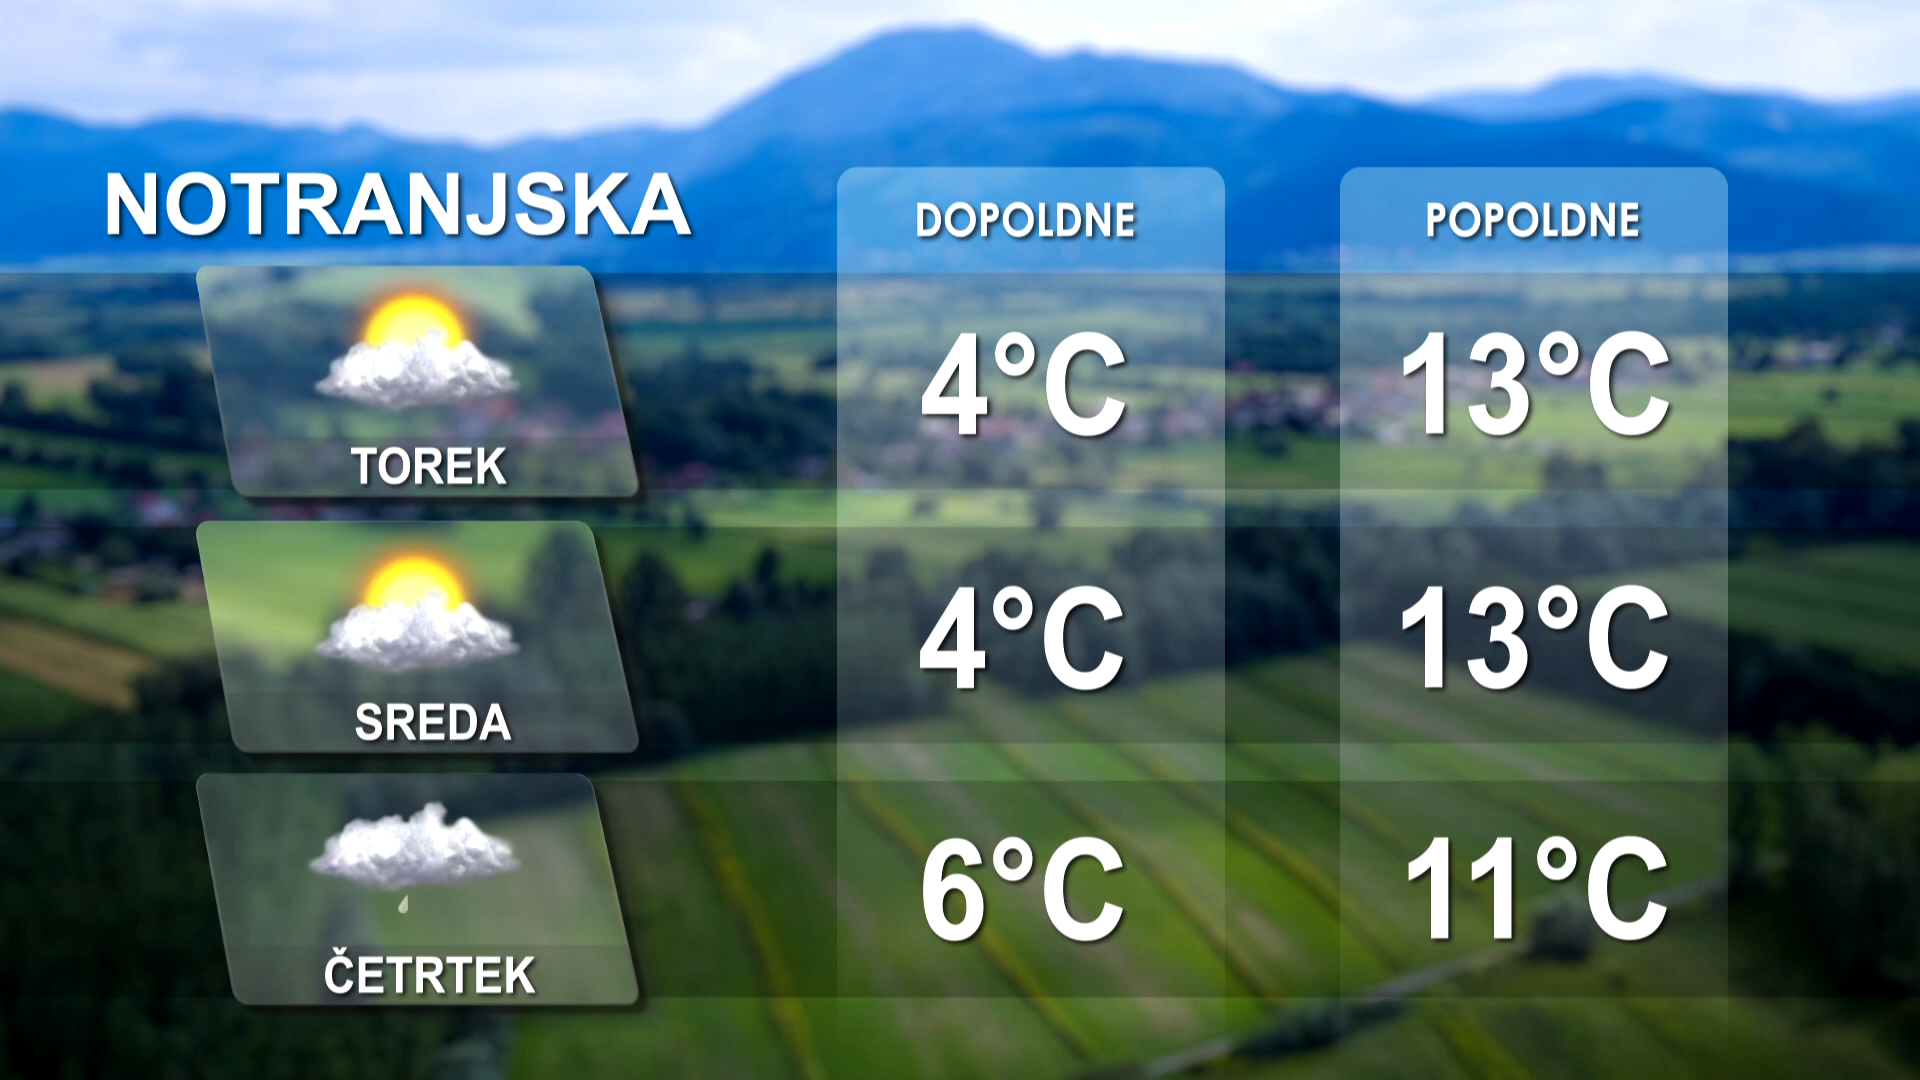 NOTRANJSKA
DOPOLDNE
POPOLDNE
TOREK
4°C
13°C
SREDA
4°C
13°C
ČETRTEK
6°C
11°C